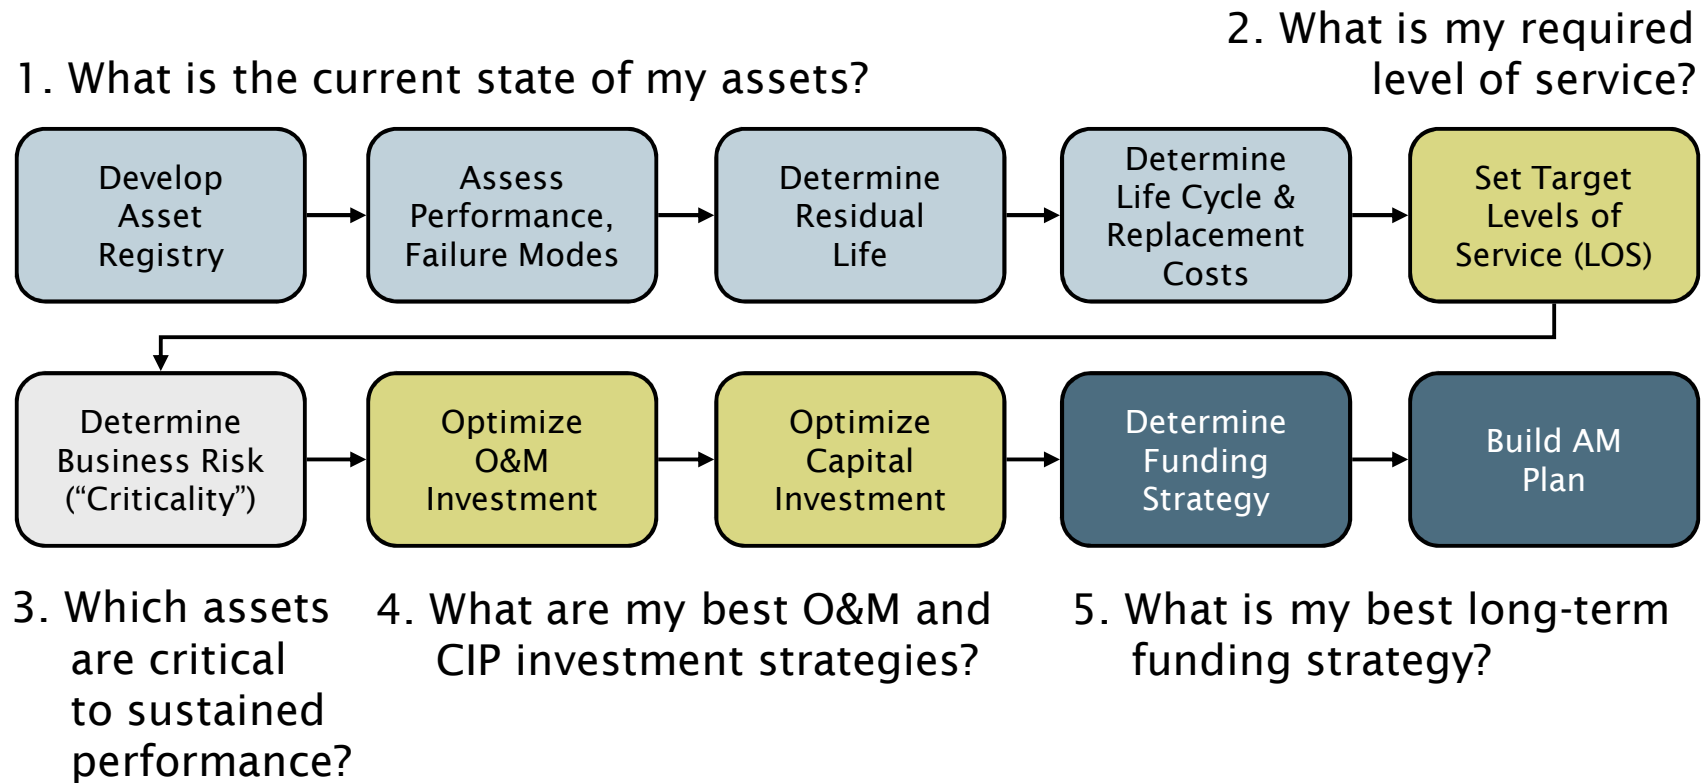 1. What is the current state of my assets?
2. What is my required
level of service?
Develop
Asset
Registry
Assess
Performance,
Failure Modes
Determine
Residual
Life
Determine
Life Cycle &
Replacement
Costs
Set Target
Levels of
Service (LOS)
Determine
Business Risk
(“Criticality”)
Optimize
O&M
Investment
Optimize
Capital
Investment
Determine
Funding
Strategy
Build AM
Plan
3. Which assets
are critical
to sustained
performance?
4. What are my best O&M and
CIP investment strategies?
5. What is my best long-term
funding strategy?